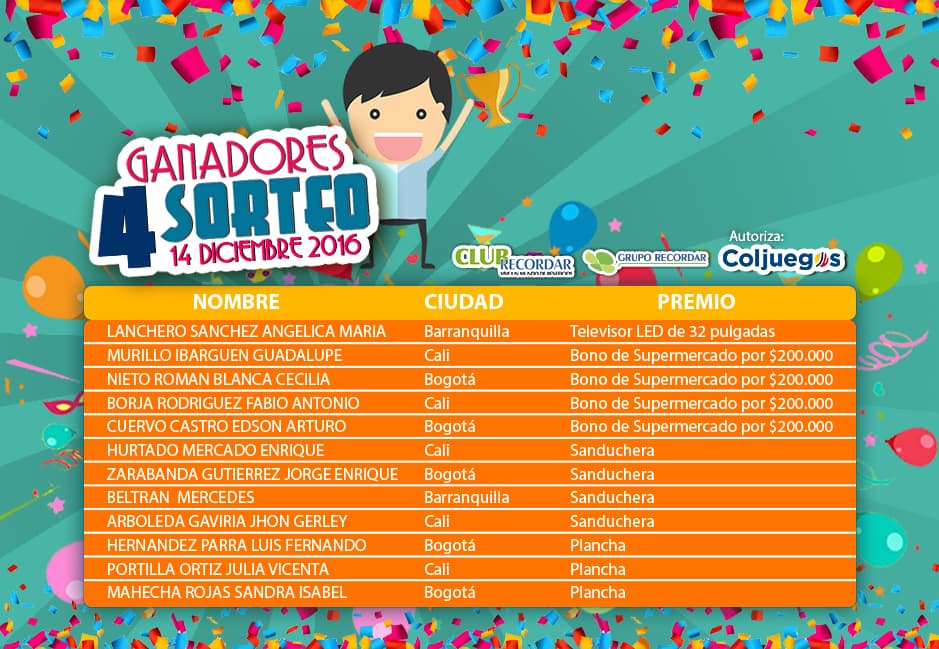 GANADORES
4 SORTEO
14 DICIEMBRE 2016
CLUB RECORDAR
GRUPO RECORDAR
Autoriza:
Coljuegos
NOMBRE CIUDAD PREMIO
LANCHERO SANCHEZ ANGELICA MARIA Barranquilla Televisor LED de 32 pulgadas
MURILLO IBARGUEN GUADALUPE Cali Bono de Supermercado por $200.000
NIETO ROMAN BLANCA CECILIA Bogotá Bono de Supermercado por $200.000
BORJA RODRIGUEZ FABIO ANTONIO Cali Bono de Supermercado por $200.000
CUERVO CASTRO EDSON ARTURO Bogotá Bono de Supermercado por $200.000
HURTADO MERCADO ENRIQUE Cali Sanduchera
ZARABANDA GUTIERREZ JORGE ENRIQUE Bogotá Sanduchera
BELTRAN MERCEDES Barranquilla Sanduchera
ARBOLEDA GAVIRIA JHON GERLEY Cali Sanduchera
HERNANDEZ PARRA LUIS FERNANDO Bogotá Plancha
PORTILLA ORTIZ JULIA VICENTA Cali Plancha
MAHECHA ROJAS SANDRA ISABEL Bogotá Plancha